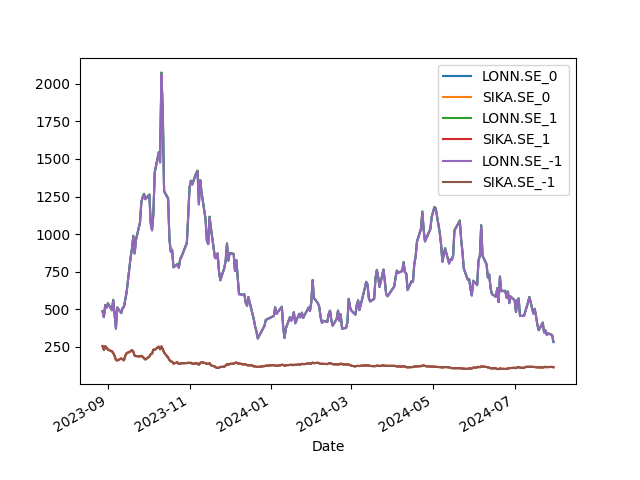 2000
1750
1500
1250
1000
750
500
250
LONN.SE_0
SIKA.SE_0
LONN.SE_1
SIKA.SE_1
LONN.SE_-1
SIKA.SE_-1
2023-09
2023-11
2024-01
2024-03
2024-05
2024-07
Date